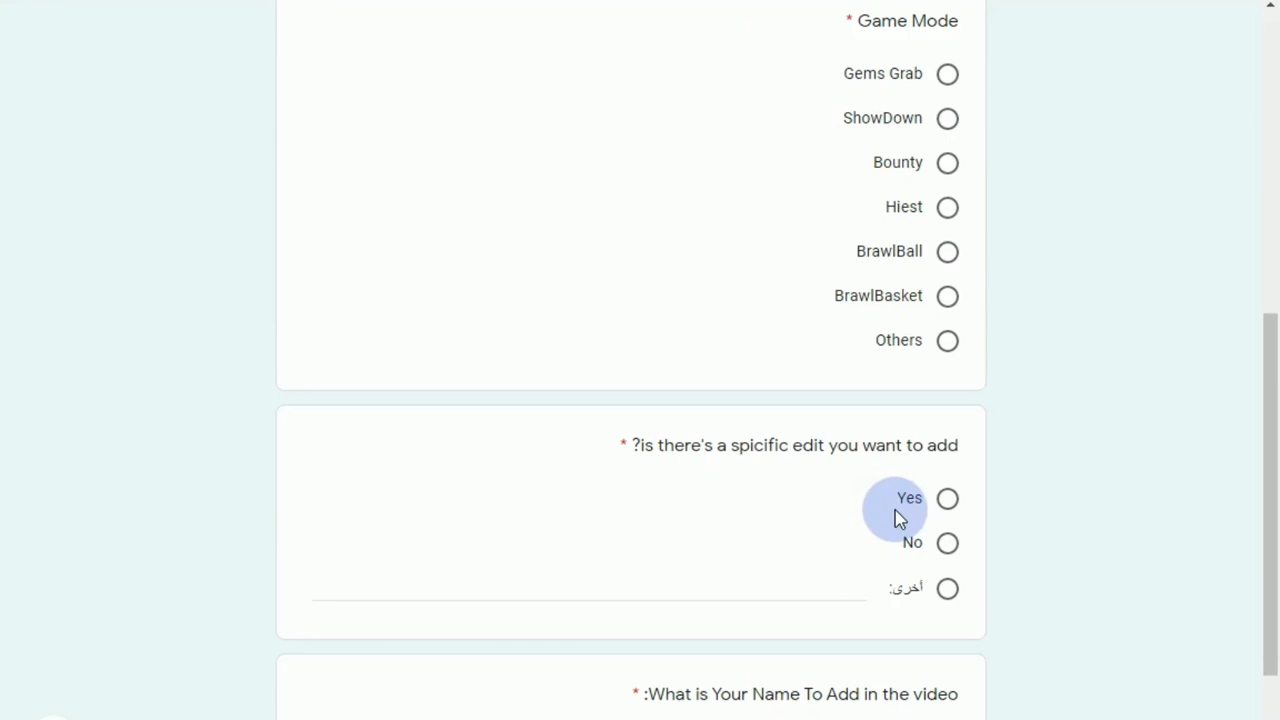 Game Mode *
Gems Grab
ShowDown
Bounty
Hiest
BrawlBall
BrawlBasket
Others
?is there's a spicific edit you want to add *
Yes
No
أخرى:
:What is Your Name To Add in the video *